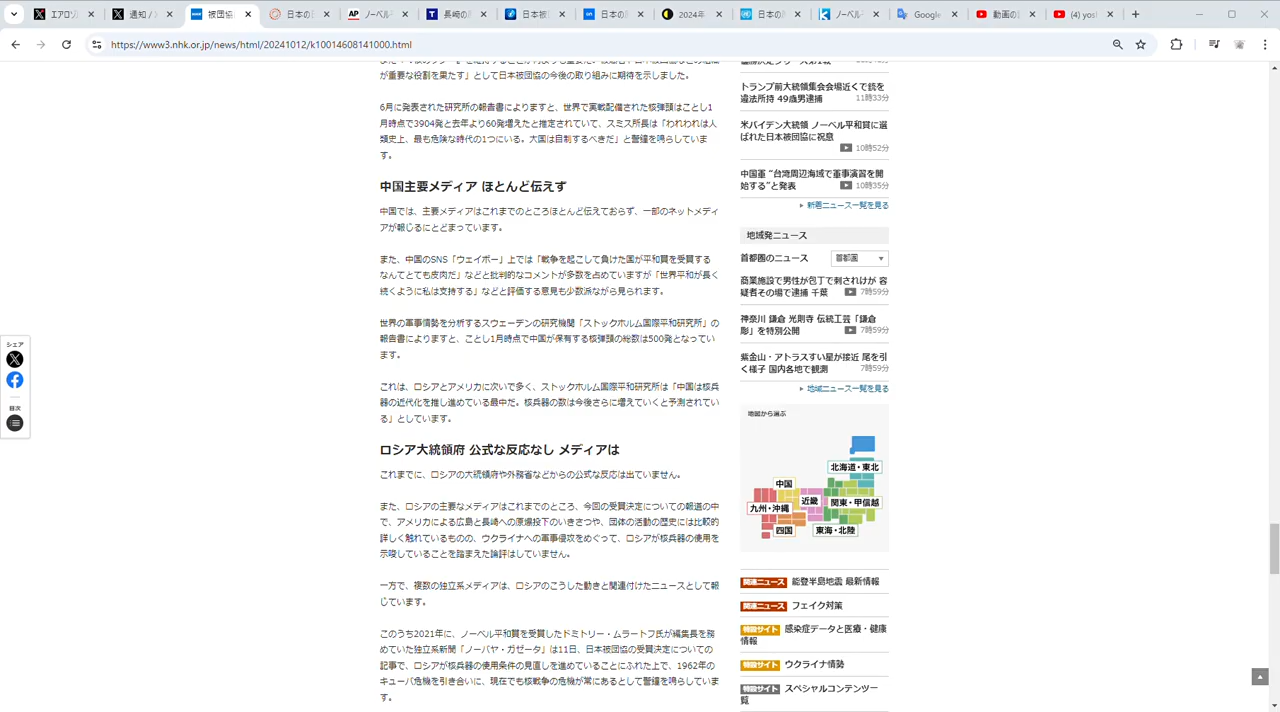 エアロゾ
通知 / X
被団協に
日本のE
ノーベル平
長崎の
日本被団
日本の
2024年
日本の
ノーベル平
Google
動画の
(4) yost
https://www3.nhk.or.jp/news/html/20241012/k10014608141000.html
が重要な役割を果たす」として日本被団協の今後の取り組みに期待を示しました。
6月に発表された研究所の報告書によりますと、世界で実戦配備された核弾頭はことし1
月時点で3904発と去年より60発増えたと推定されていて、スミス所長は「われわれは人
類史上、最も危険な時代の1つにいる。大国は自制するべきだ」と警鐘を鳴らしていま
す。
中国主要メディア ほとんど伝えず
中国では、主要メディアはこれまでのところほとんど伝えておらず、一部のネットメディ
アが報じるにとどまっています。
また、中国のSNS「ウェイボー」上では「戦争を起こして負けた国が平和賞を受賞する
なんてとても皮肉だ」などと批判的なコメントが多数を占めていますが「世界平和が長く
続くように私は支持する」などと評価する意見も少数派ながら見られます。
世界の軍事情勢を分析するスウェーデンの研究機関「ストックホルム国際平和研究所」の
報告書によりますと、ことし1月時点で中国が保有する核弾頭の総数は500発となってい
ます。
これは、ロシアとアメリカに次いで多く、ストックホルム国際平和研究所は「中国は核兵
器の近代化を推し進めている最中だ。核兵器の数は今後さらに増えていくと予測されてい
る」としています。
ロシア大統領府 公式な反応なし メディアは
これまでに、ロシアの大統領府や外務省などからの公式な反応は出ていません。
また、ロシアの主要なメディアはこれまでのところ、今回の受賞決定についての報道の中
で、アメリカによる広島と長崎への原爆投下のいきさつや、団体の活動の歴史には比較的
詳しく触れているものの、ウクライナへの軍事侵攻をめぐって、ロシアが核兵器の使用を
示唆していることを踏まえた論評はしていません。
一方で、複数の独立系メディアは、ロシアのこうした動きと関連付けたニュースとして報
じています。
このうち2021年に、ノーベル平和賞を受賞したドミトリー・ムラートフ氏が編集長を務
めていた独立系新聞「ノーバヤ・ガゼータ」は11日、日本被団協の受賞決定についての
記事で、ロシアが核兵器の使用条件の見直しを進めていることにふれた上で、1962年の
キューバ危機を引き合いに、現在でも核戦争の危機が常にあるとして警鐘を鳴らしていま
す。
シェア
目次
トランプ前大統領集会会場近くで銃を
違法所持 49歳男逮捕 11時33分
米バイデン大統領 ノーベル平和賞に選
ばれた日本被団協に祝意
10時52分
中国軍 “台湾周辺海域で軍事演習を開
始する”と発表 10時35分
新着ニュース一覧を見る
地域発ニュース
首都圏のニュース 首都圏
商業施設で男性が包丁で刺されけが 容
疑者その場で逮捕 千葉 7時59分
神奈川 鎌倉 光則寺 伝統工芸「鎌倉
彫」を特別公開 7時59分
紫金山・アトラスすい星が接近 尾を引
く様子 国内各地で観測 7時59分
地域ニュース一覧を見る
地図から選ぶ
北海道・東北
中国
近畿
関東・甲信越
九州・沖縄
四国
東海・北陸
関連ニュース 能登半島地震 最新情報
関連ニュース フェイク対策
特設サイト 感染症データと医療・健康
情報
特設サイト ウクライナ情勢
特設サイト スペシャルコンテンツ一
覧